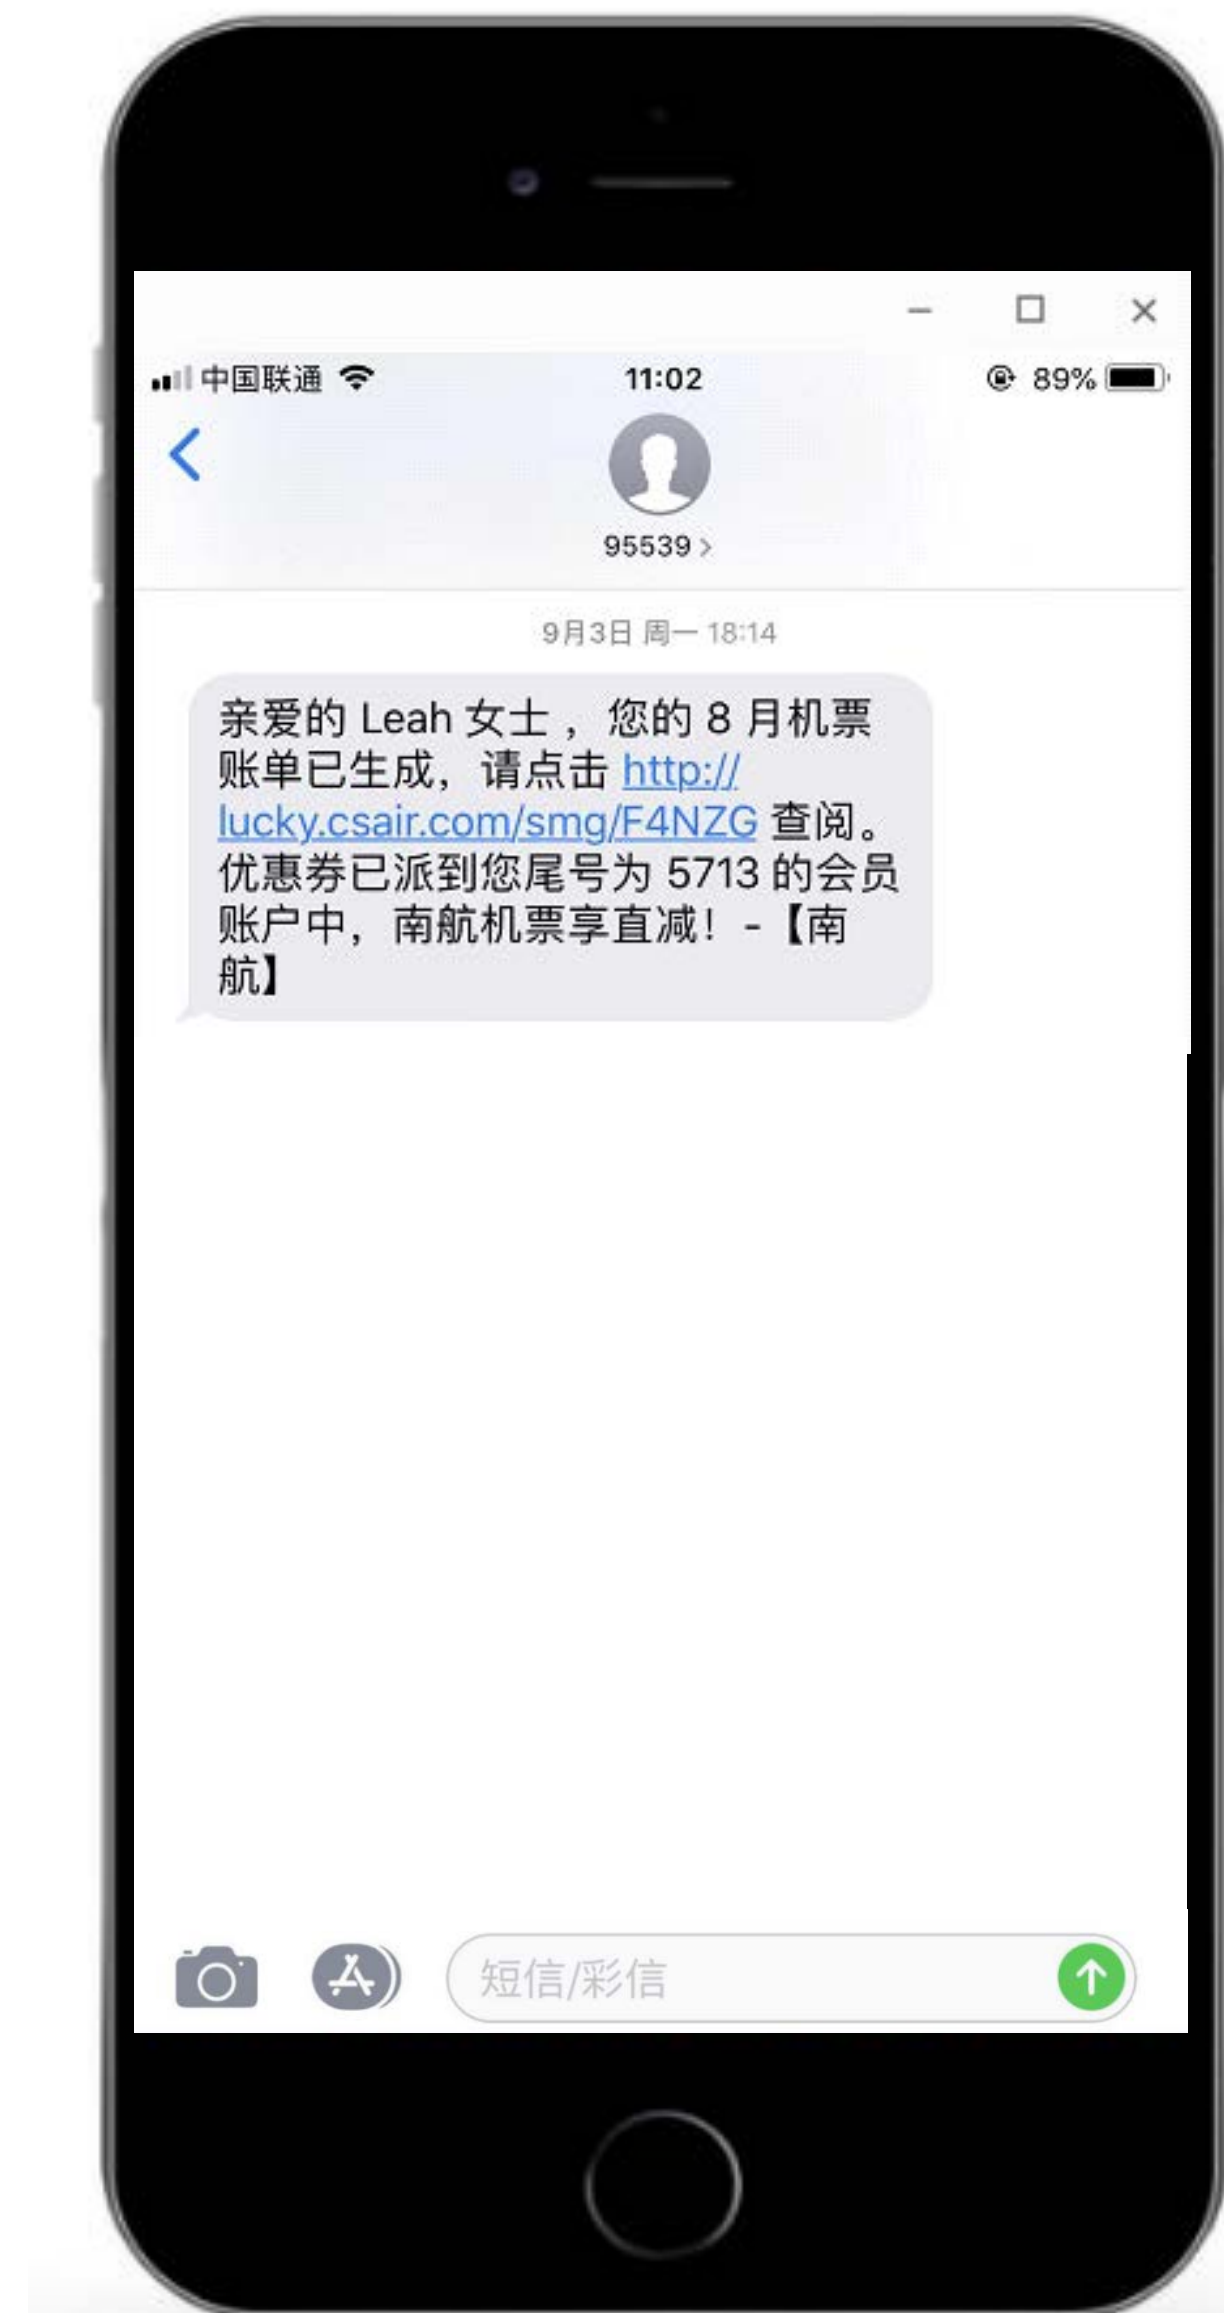 中国联通
11:02
89%
95539 >
9月3日 周一 18:14
亲爱的 Leah 女士 ，您的 8 月机票
账单已生成，请点击 http://
lucky.csair.com/smg/F4NZG 查阅。
优惠券已派到您尾号为 5713 的会员
账户中，南航机票享直减！-【南
航】
短信/彩信